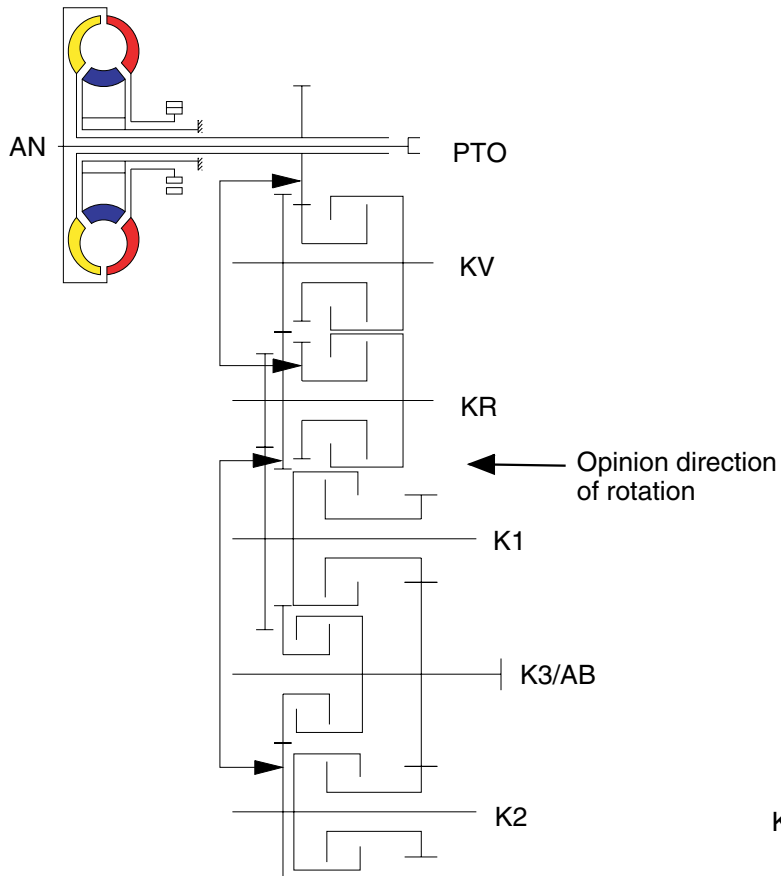 AN
PTO
KV
KR
Opinion direction
of rotation
K1
K3/AB
K2
K